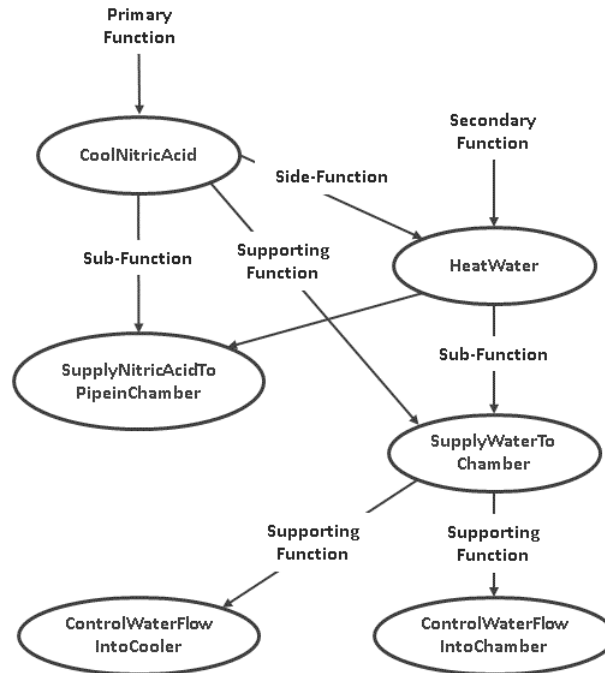 Primary
Function
CoolNitricAcid
Secondary
Function
Side-Function
Sub-Function
Supporting
Function
HeatWater
SupplyNitricAcidTo
PipeinChamber
Sub-Function
SupplyWaterTo
Chamber
Supporting
Function
Supporting
Function
ControlWaterFlow
IntoCooler
ControlWaterFlow
IntoChamber